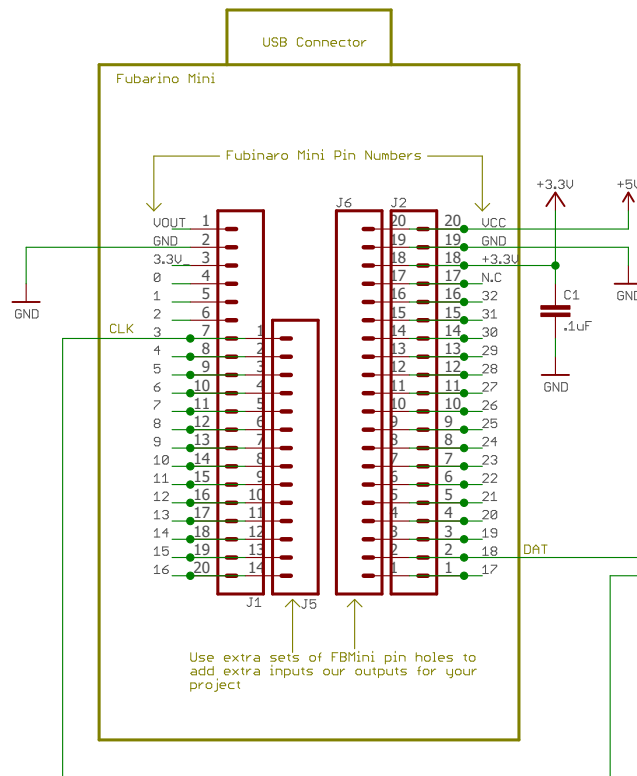 USB Connector
Fubarino Mini
Fubinaro Mini Pin Numbers
J6 J2
+3.3V +5V
VOUT 1 20 20 VCC
GND 2 19 19 GND
3.3V 3 18 18 +3.3V
0 4 17 17 N.C
1 5 16 16 32
2 6 15 15 31
CLK 3 7 1 14 14 30
4 8 2 13 13 29
5 9 3 12 12 28
6 10 4 11 11 27
7 11 5 10 10 26
8 12 6 9 9 25
9 13 7 8 8 24
10 14 8 7 7 23
11 15 9 6 6 22
12 16 10 5 5 21
13 17 11 4 4 20
14 18 12 3 3 19
15 19 13 2 2 18 DAT
16 20 14 1 1 17
J1 J5
GND
C1
.1uF
GND
GND
Use extra sets of FBMini pin holes to
add extra inputs our outputs for your
project